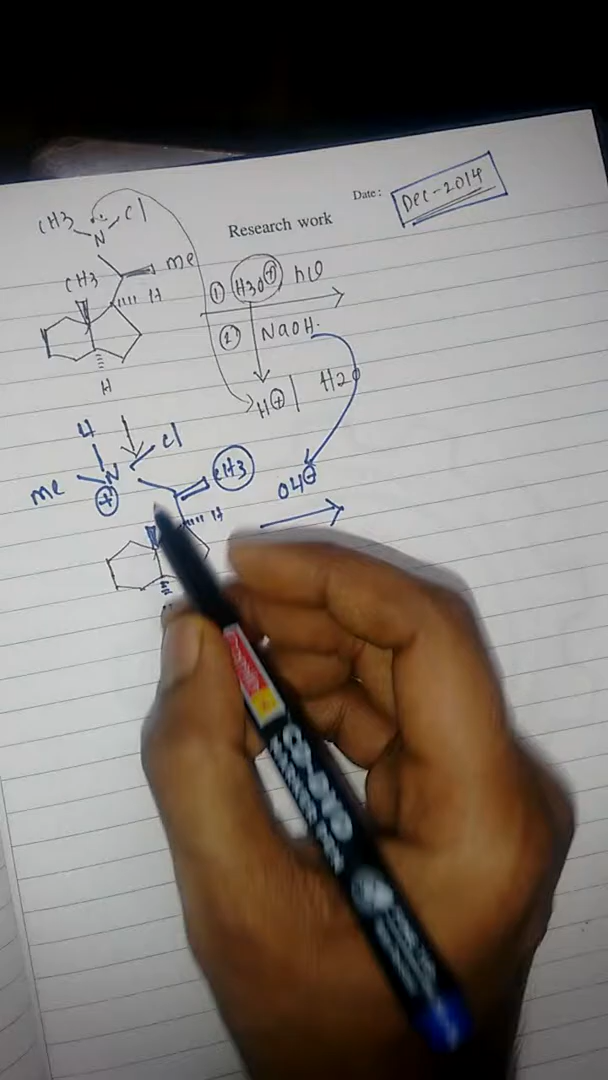 Date:
Dec-2014
Research work
CH3
N
Cl
me
CH3
H
① H3O⊕, hυ
② NaOH
H
H⊕ | H2O
H
Cl
me
N
⊕
CH3
OH⊖
H